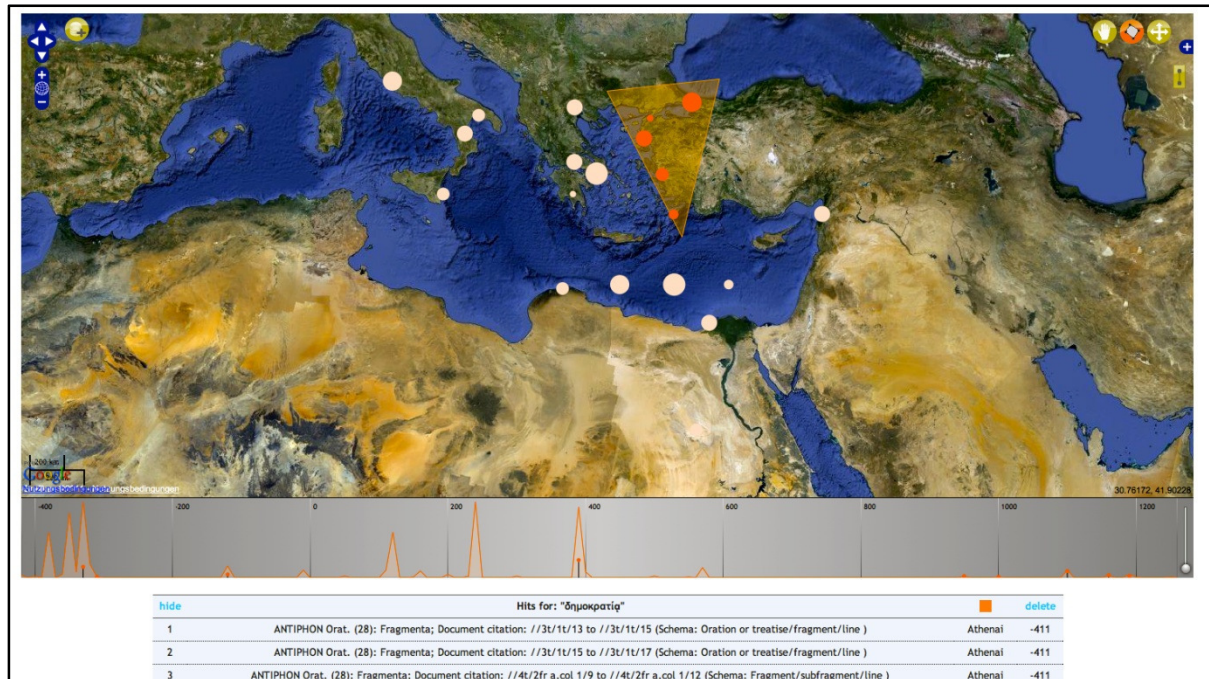 200 km
Google
Nutzungsbedingungen ungsbedingungen
30.76172, 41.90228
-400 -200 0 200 400 600 800 1000 1200
hide Hits for: "δημοκρατίᾳ" delete
1 ANTIPHON Orat. (28): Fragmenta; Document citation: //3t/1t/13 to //3t/1t/15 (Schema: Oration or treatise/fragment/line ) Athenai -411
2 ANTIPHON Orat. (28): Fragmenta; Document citation: //3t/1t/15 to //3t/1t/17 (Schema: Oration or treatise/fragment/line ) Athenai -411
3 ANTIPHON Orat. (28): Fragmenta; Document citation: //4t/2fr a,col 1/9 to //4t/2fr a,col 1/12 (Schema: Fragment/subfragment/line ) Athenai -411